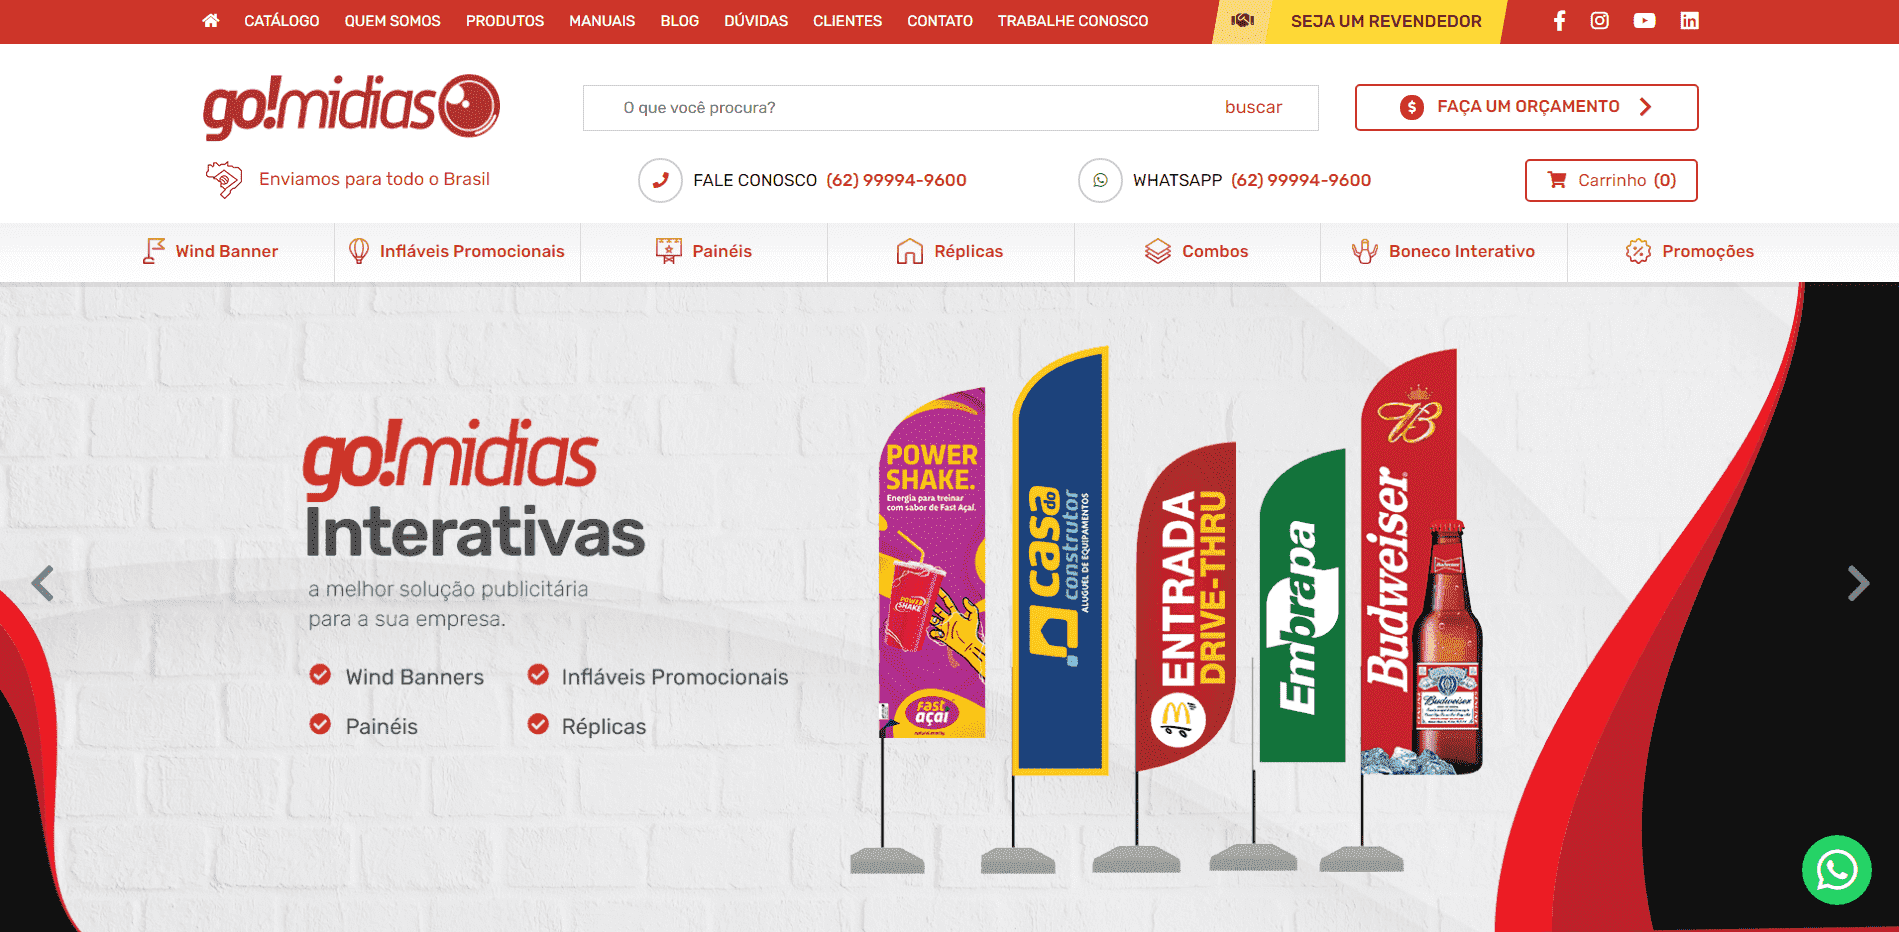 CATÁLOGO QUEM SOMOS PRODUTOS MANUAIS BLOG DÚVIDAS CLIENTES CONTATO TRABALHE CONOSCO SEJA UM REVENDEDOR
go!midias
O que você procura? buscar
FAÇA UM ORÇAMENTO
Enviamos para todo o Brasil
FALE CONOSCO (62) 99994-9600
WHATSAPP (62) 99994-9600
Carrinho (0)
Wind Banner Infláveis Promocionais Painéis Réplicas Combos Boneco Interativo Promoções
go!midias
Interativas
a melhor solução publicitária
para a sua empresa.
Wind Banners Infláveis Promocionais
Painéis Réplicas
POWER
SHAKE.
Energia para treinar
com sabor de Fast Açaí.
POWER
SHAKE
Fast
açaí
casa do
construtor
ALUGUEL DE EQUIPAMENTOS
ENTRADA
DRIVE-THRU
Embrapa
B
Budweiser
Budweiser